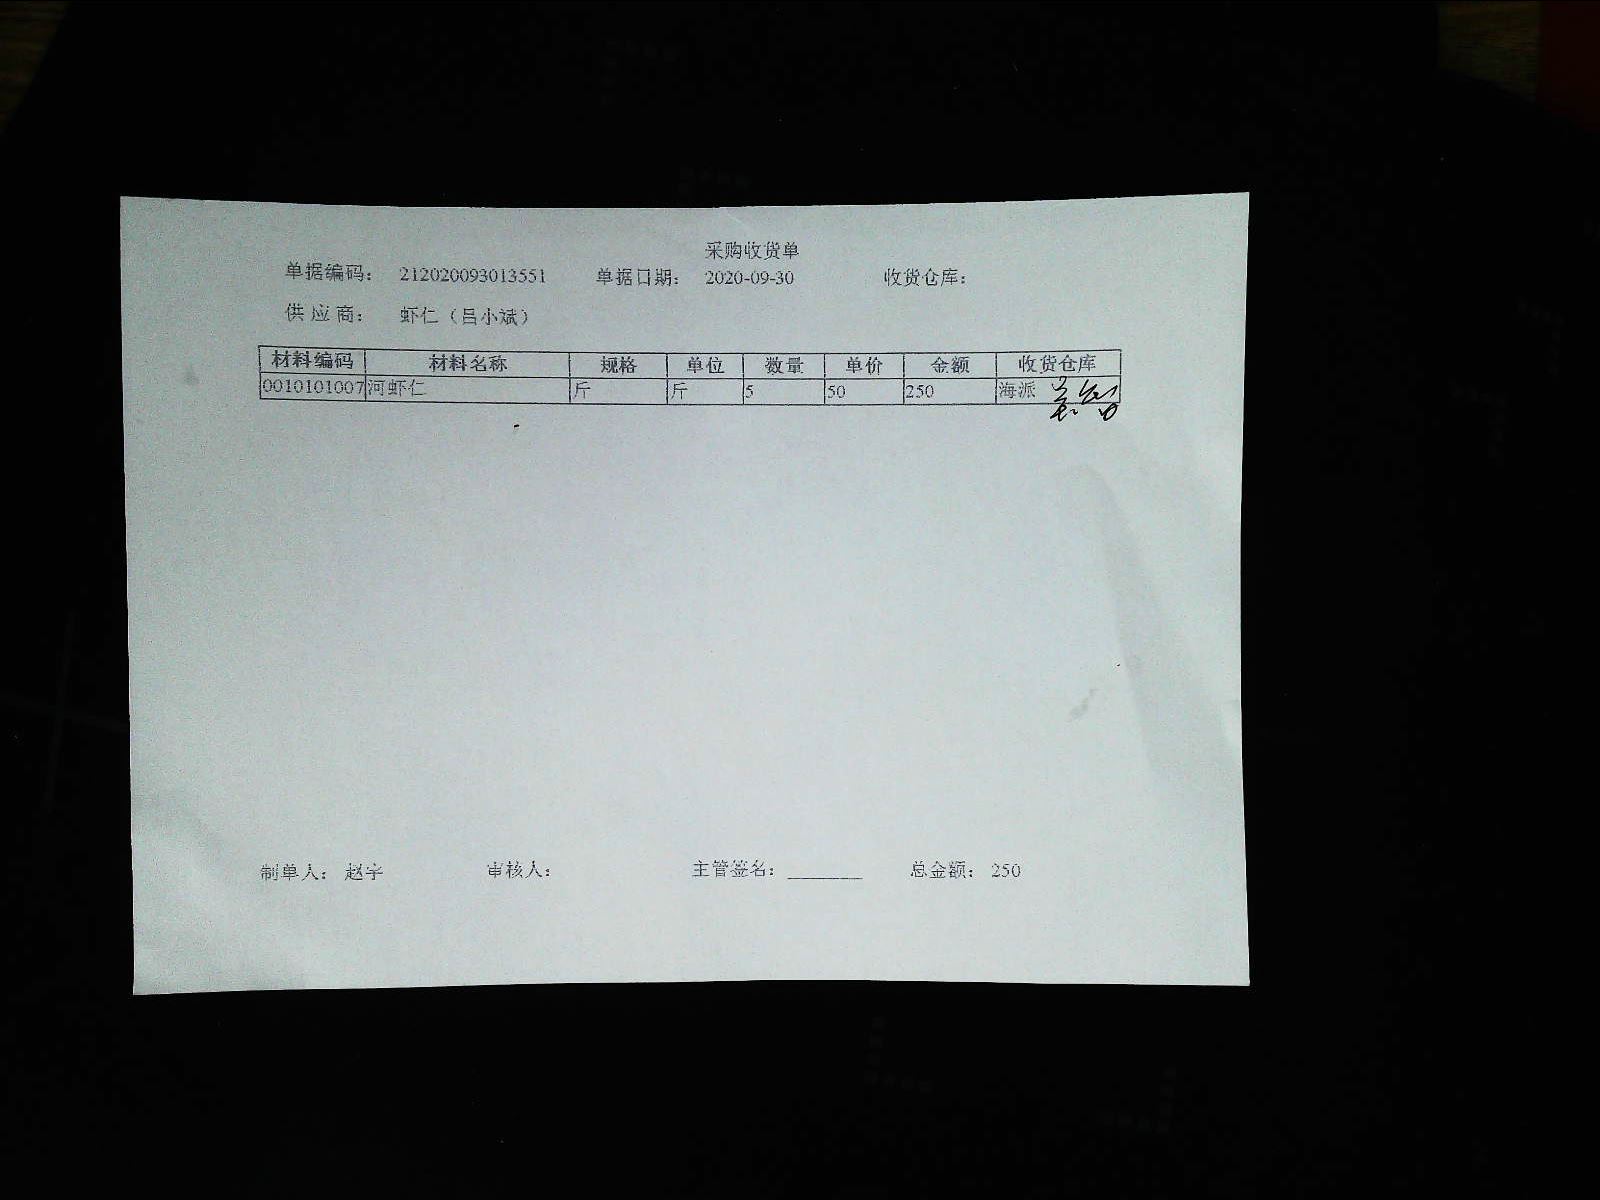 采购收货单
单据编码： 212020093013551 单据日期： 2020-09-30 收货仓库：
供 应 商： 虾仁（吕小斌）
材料编码 材料名称 规格 单位 数量 单价 金额 收货仓库
0010101007 河虾仁 斤 斤 5 50 250 海派
制单人： 赵宇 审核人： 主管签名： ________ 总金额： 250